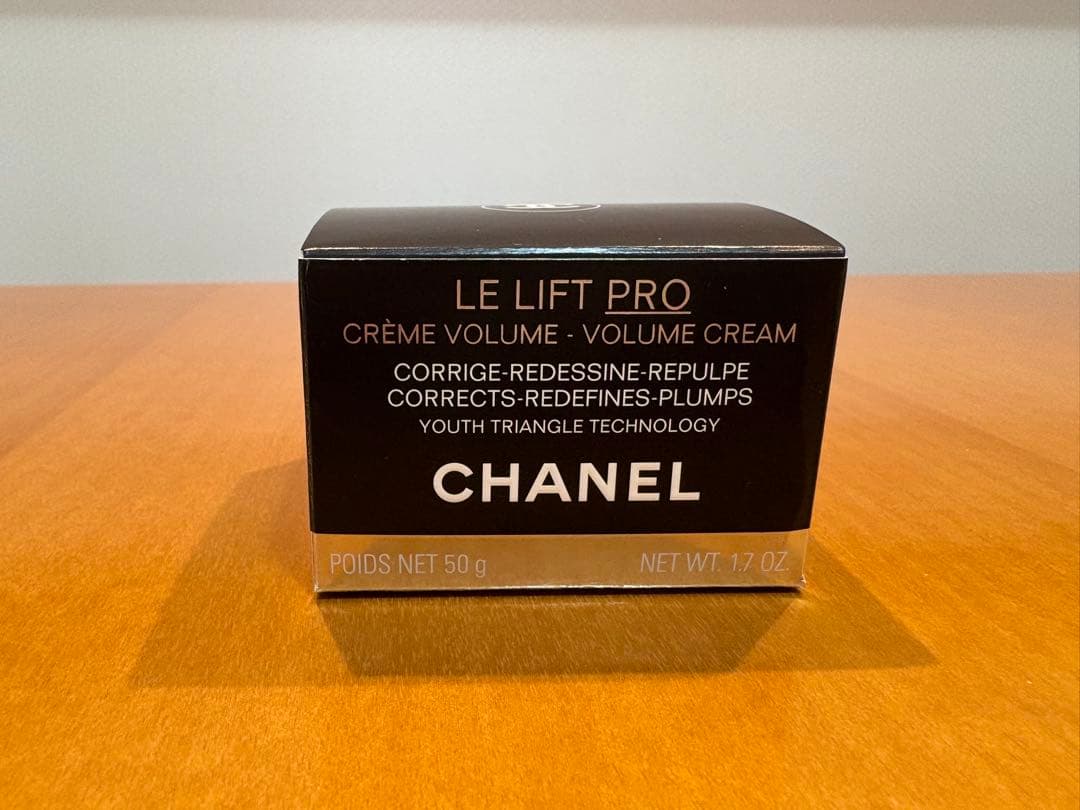 LE LIFT PRO
CRÈME VOLUME - VOLUME CREAM
CORRIGE-REDESSINE-REPULPE
CORRECTS-REDEFINES-PLUMPS
YOUTH TRIANGLE TECHNOLOGY
CHANEL
POIDS NET 50 g NET WT. 1.7 OZ.